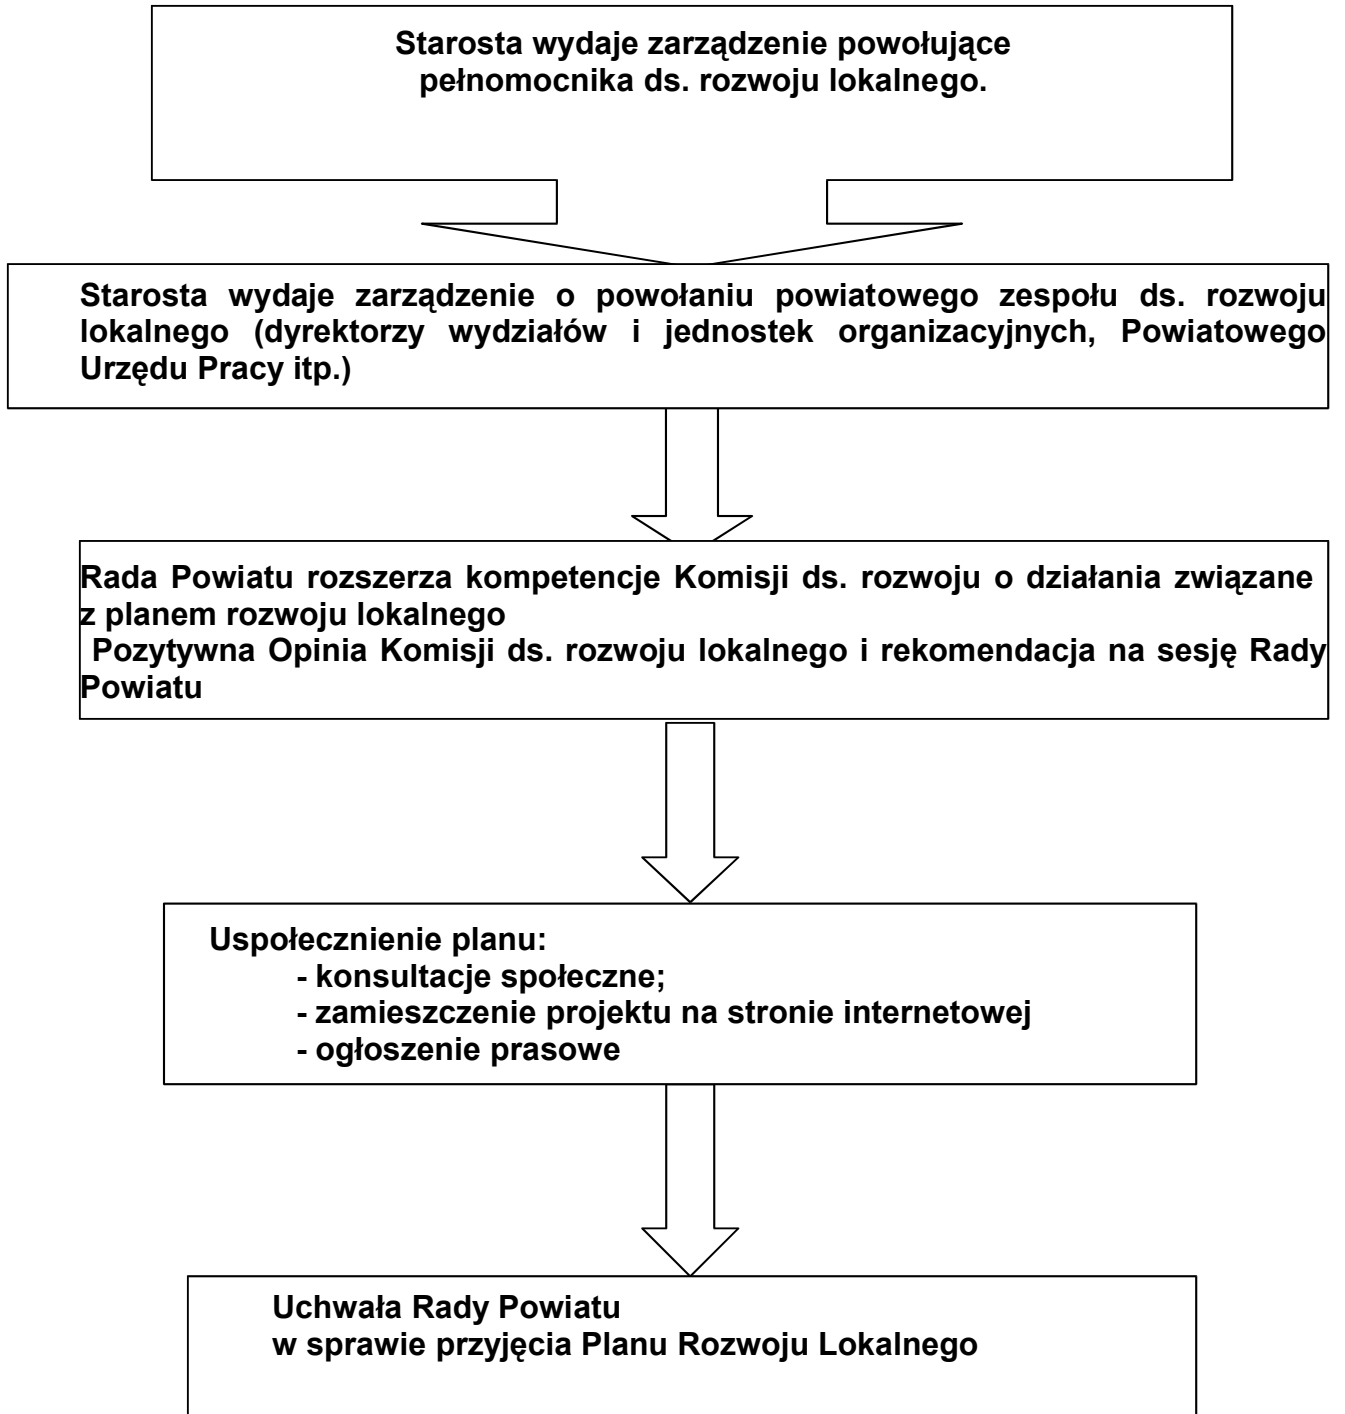 Starosta wydaje zarządzenie powołujące
pełnomocnika ds. rozwoju lokalnego.
Starosta wydaje zarządzenie o powołaniu powiatowego zespołu ds. rozwoju
lokalnego (dyrektorzy wydziałów i jednostek organizacyjnych, Powiatowego
Urzędu Pracy itp.)
Rada Powiatu rozszerza kompetencje Komisji ds. rozwoju o działania związane
z planem rozwoju lokalnego
Pozytywna Opinia Komisji ds. rozwoju lokalnego i rekomendacja na sesję Rady
Powiatu
Uspołecznienie planu:
- konsultacje społeczne;
- zamieszczenie projektu na stronie internetowej
- ogłoszenie prasowe
Uchwała Rady Powiatu
w sprawie przyjęcia Planu Rozwoju Lokalnego